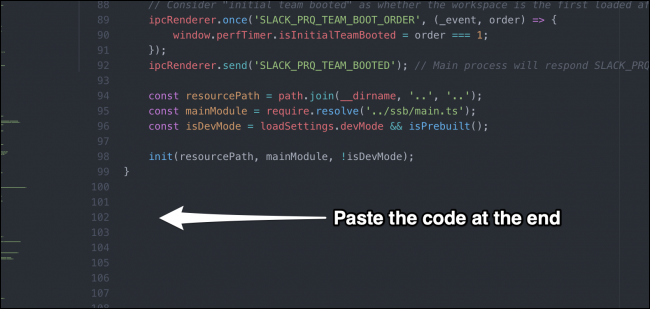 88 // Consider "initial team booted" as whether the workspace is the first loaded af
89 ipcRenderer.once('SLACK_PRQ_TEAM_BOOT_ORDER', (_event, order) => {
90 window.perfTimer.isInitialTeamBooted = order === 1;
91 });
92 ipcRenderer.send('SLACK_PRQ_TEAM_BOOTED'); // Main process will respond SLACK_PRQ
93
94 const resourcePath = path.join(__dirname, '..', '..');
95 const mainModule = require.resolve('../ssb/main.ts');
96 const isDevMode = loadSettings.devMode && isPrebuilt();
97
98 init(resourcePath, mainModule, !isDevMode);
99 }
100
101
102 Paste the code at the end
103
104
105
106
107
108